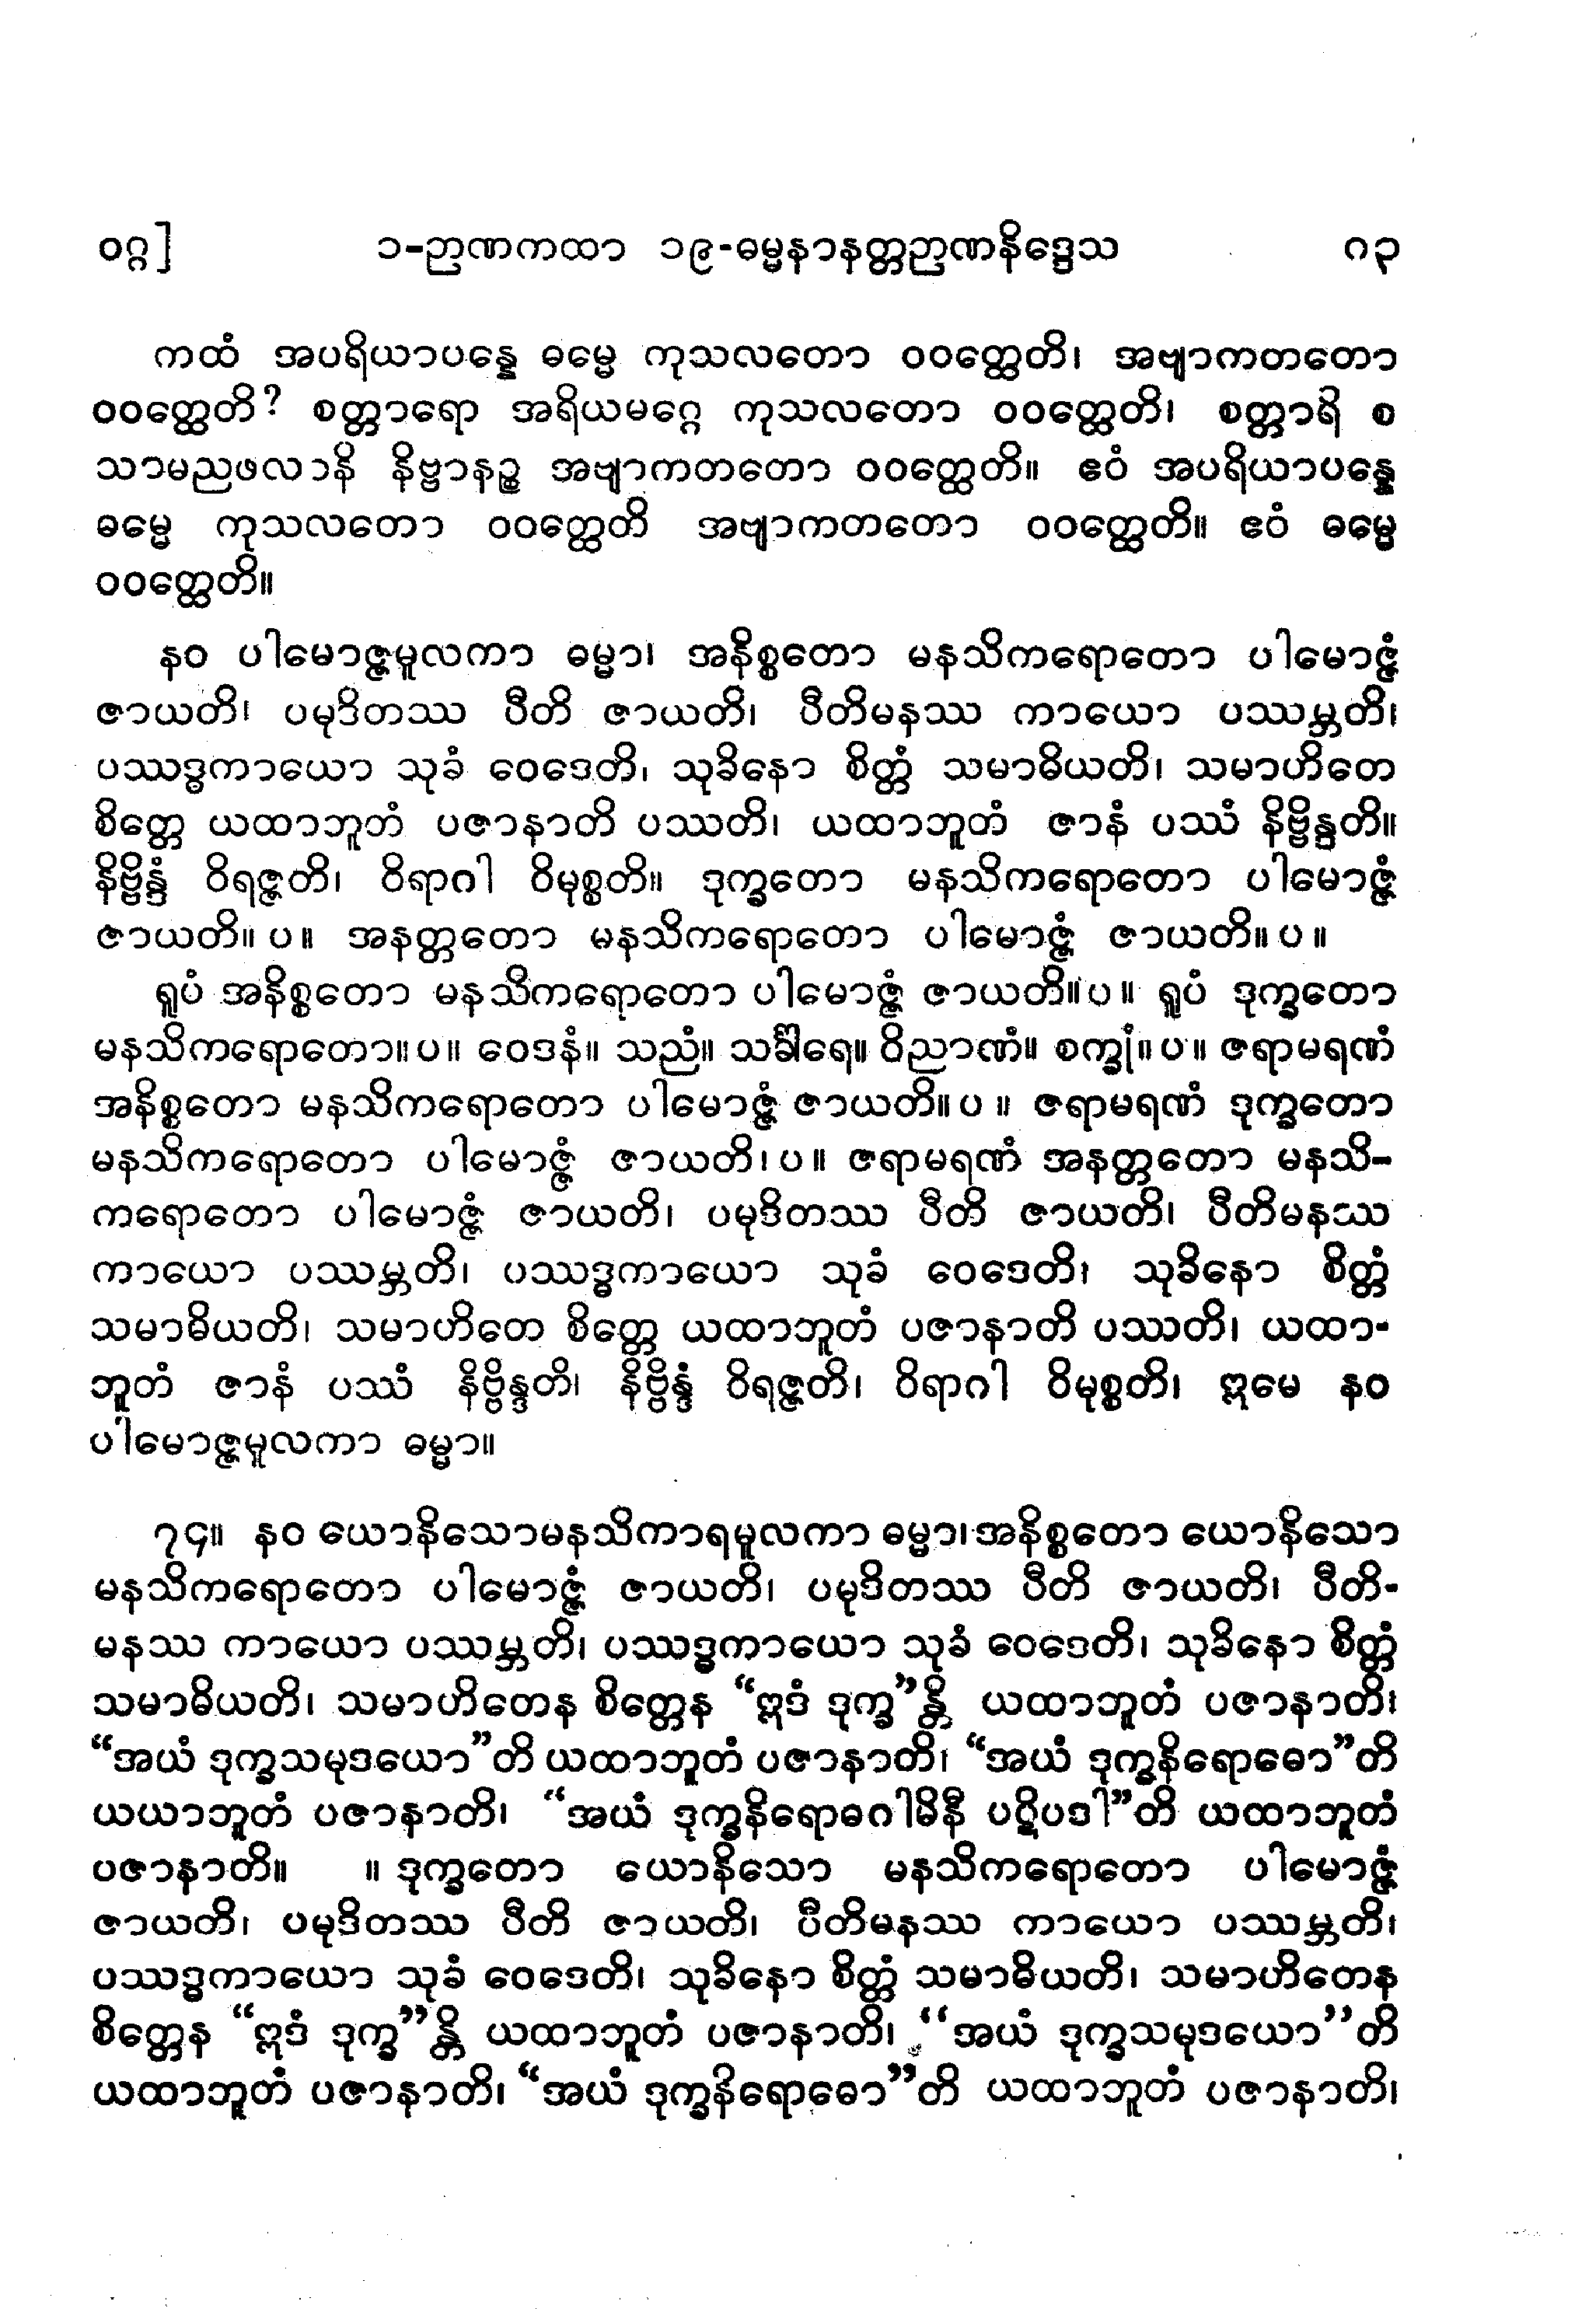 ဝဂ္ဂ] ၁-ဉာဏကထာ ၁၉-ဓမ္မနာနတ္တဉာဏနိဒ္ဒေသ ၈၃
ကထံ အပရိယာပန္နေ ဓမ္မေ ကုသလတော ဝဝတ္ထေတိ၊ အဗျာကတတော
ဝဝတ္ထေတိ? စတ္တာရော အရိယမဂ္ဂေ ကုသလတော ဝဝတ္ထေတိ၊ စတ္တာရိ စ
သာမညဖလာနိ နိဗ္ဗာနဉ္စ အဗျာကတတော ဝဝတ္ထေတိ။ ဧဝံ အပရိယာပန္နေ
ဓမ္မေ ကုသလတော ဝဝတ္ထေတိ အဗျာကတတော ဝဝတ္ထေတိ။ ဧဝံ ဓမ္မေ
ဝဝတ္ထေတိ။
နဝ ပါမောဇ္ဇမူလကာ ဓမ္မာ၊ အနိစ္စတော မနသိကရောတော ပါမောဇ္ဇံ
ဇာယတိ၊ ပမုဒိတဿ ပီတိ ဇာယတိ၊ ပီတိမနဿ ကာယော ပဿမ္ဘတိ၊
ပဿဒ္ဓကာယော သုခံ ဝေဒေတိ၊ သုခိနော စိတ္တံ သမာဓိယတိ၊ သမာဟိတေ
စိတ္တေ ယထာဘူတံ ပဇာနာတိ ပဿတိ၊ ယထာဘူတံ ဇာနံ ပဿံ နိဗ္ဗိန္ဒတိ။
နိဗ္ဗိန္ဒံ ဝိရဇ္ဇတိ၊ ဝိရာဂါ ဝိမုစ္စတိ။ ဒုက္ခတော မနသိကရောတော ပါမောဇ္ဇံ
ဇာယတိ။ ပ။ အနတ္တတော မနသိကရောတော ပါမောဇ္ဇံ ဇာယတိ။ ပ။
ရူပံ အနိစ္စတော မနသိကရောတော ပါမောဇ္ဇံ ဇာယတိ။ပ။ ရူပံ ဒုက္ခတော
မနသိကရောတော။ပ။ ဝေဒနံ။ သညံ။ သင်္ခါရေ။ ဝိညာဏံ။ စက္ခုံ။ ပ။ ဇရာမရဏံ
အနိစ္စတော မနသိကရောတော ပါမောဇ္ဇံ ဇာယတိ။ ပ။ ဇရာမရဏံ ဒုက္ခတော
မနသိကရောတော ပါမောဇ္ဇံ ဇာယတိ၊ ပ။ ဇရာမရဏံ အနတ္တတော မနသိ-
ကရောတော ပါမောဇ္ဇံ ဇာယတိ၊ ပမုဒိတဿ ပီတိ ဇာယတိ၊ ပီတိမနဿ
ကာယော ပဿမ္ဘတိ၊ ပဿဒ္ဓကာယော သုခံ ဝေဒေတိ၊ သုခိနော စိတ္တံ
သမာဓိယတိ၊ သမာဟိတေ စိတ္တေ ယထာဘူတံ ပဇာနာတိ ပဿတိ၊ ယထာ-
ဘူတံ ဇာနံ ပဿံ နိဗ္ဗိန္ဒတိ၊ နိဗ္ဗိန္ဒံ ဝိရဇ္ဇတိ၊ ဝိရာဂါ ဝိမုစ္စတိ၊ ဣမေ နဝ
ပါမောဇ္ဇမူလကာ ဓမ္မာ။
၇၄။ နဝ ယောနိသောမနသိကာရမူလကာ ဓမ္မာ၊ အနိစ္စတော ယောနိသော
မနသိကရောတော ပါမောဇ္ဇံ ဇာယတိ၊ ပမုဒိတဿ ပီတိ ဇာယတိ၊ ပီတိ-
မနဿ ကာယော ပဿမ္ဘတိ၊ ပဿဒ္ဓကာယော သုခံ ဝေဒေတိ၊ သုခိနော စိတ္တံ
သမာဓိယတိ၊ သမာဟိတေန စိတ္တေန “ဣဒံ ဒုက္ခ”န္တိ ယထာဘူတံ ပဇာနာတိ၊
“အယံ ဒုက္ခသမုဒယော”တိ ယထာဘူတံ ပဇာနာတိ၊ “အယံ ဒုက္ခနိရောဓော”တိ
ယယာဘူတံ ပဇာနာတိ၊ “အယံ ဒုက္ခနိရောဓဂါမိနီ ပဋိပဒါ”တိ ယထာဘူတံ
ပဇာနာတိ။ ။ ဒုက္ခတော ယောနိသော မနသိကရောတော ပါမောဇ္ဇံ
ဇာယတိ၊ ပမုဒိတဿ ပီတိ ဇာယတိ၊ ပီတိမနဿ ကာယော ပဿမ္ဘတိ၊
ပဿဒ္ဓကာယော သုခံ ဝေဒေတိ၊ သုခိနော စိတ္တံ သမာဓိယတိ၊ သမာဟိတေန
စိတ္တေန “ဣဒံ ဒုက္ခ”န္တိ ယထာဘူတံ ပဇာနာတိ၊ “အယံ ဒုက္ခသမုဒယော”တိ
ယထာဘူတံ ပဇာနာတိ၊ “အယံ ဒုက္ခနိရောဓော”တိ ယထာဘူတံ ပဇာနာတိ၊